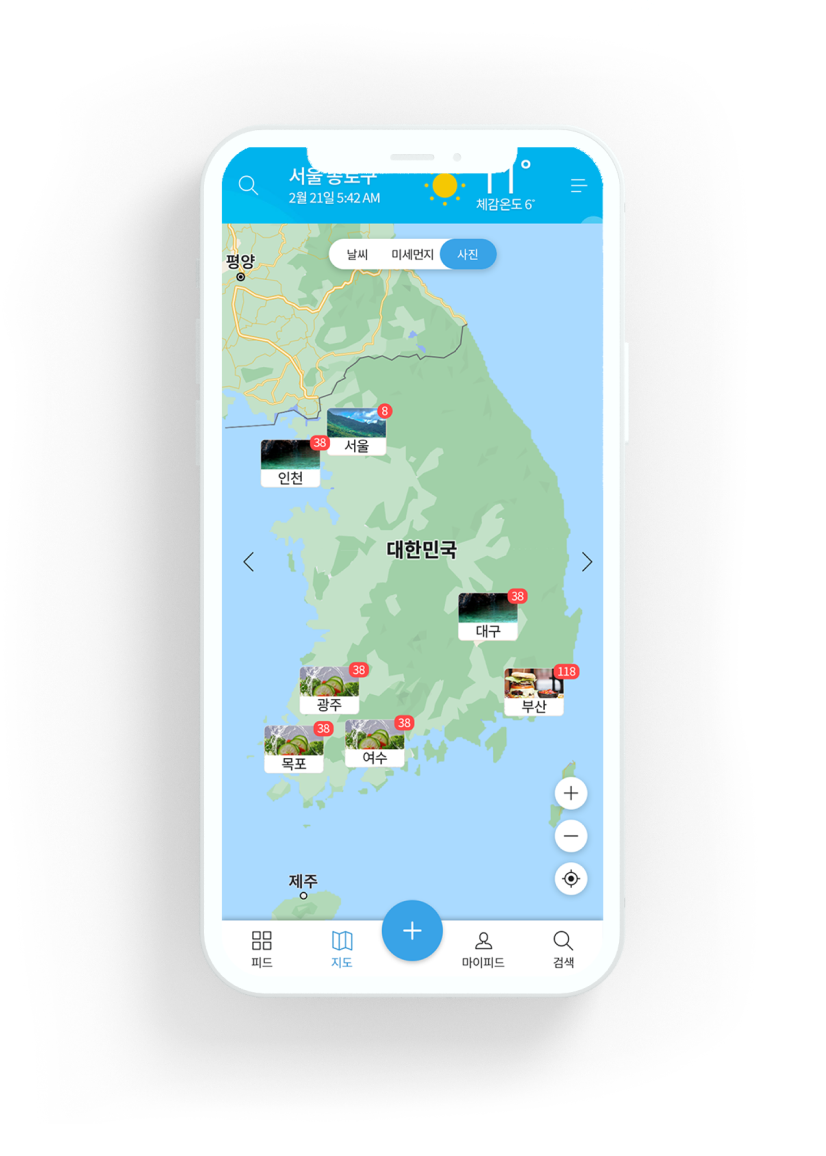 서울 종로구
2월 21일 5:42 AM
11°
체감온도 6°
날씨 미세먼지 사진
평양
8
서울
38
인천
대한민국
38
대구
38
광주
118
부산
38
목포
38
여수
제주
피드 지도 마이피드 검색